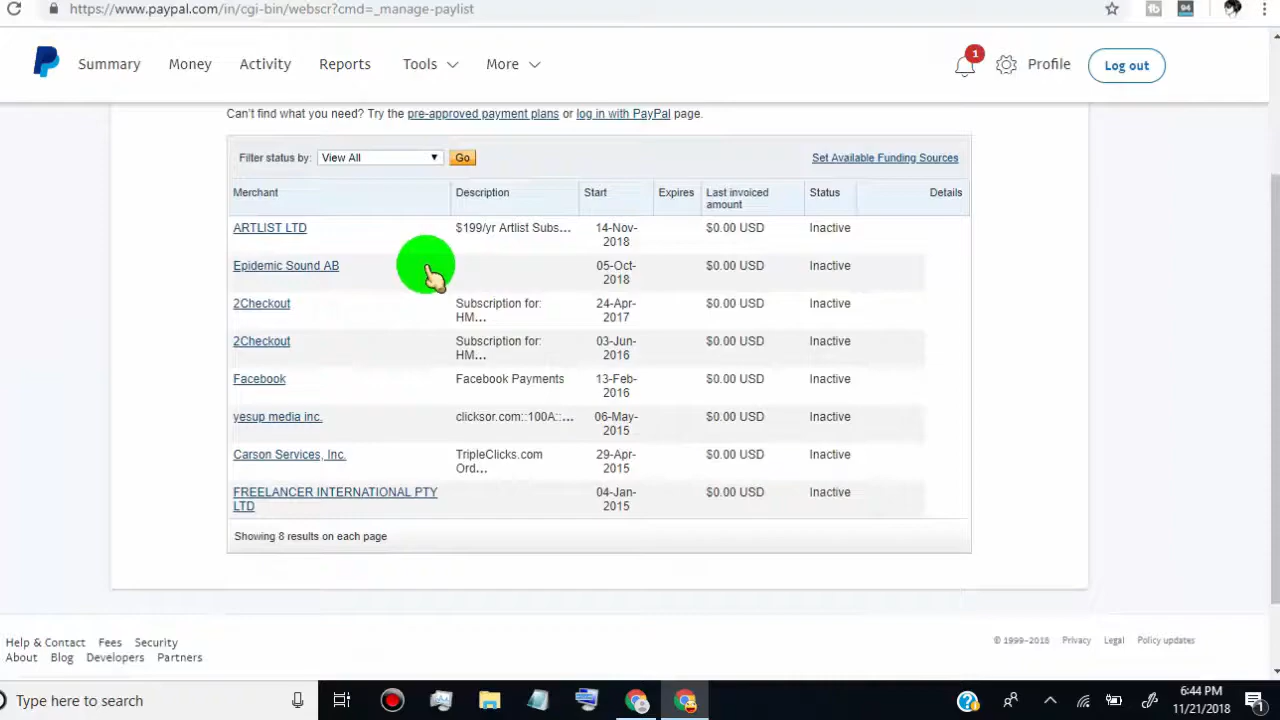 https://www.paypal.com/in/cgi-bin/webscr?cmd=_manage-paylist
94
Summary Money Activity Reports Tools More 1 Profile Log out
Can't find what you need? Try the pre-approved payment plans or log in with PayPal page.
Filter status by: View All Go Set Available Funding Sources
Merchant Description Start Expires Last invoiced amount Status Details
ARTLIST LTD $199/yr Artlist Subs... 14-Nov-2018 $0.00 USD Inactive
Epidemic Sound AB 05-Oct-2018 $0.00 USD Inactive
2Checkout Subscription for: HM... 24-Apr-2017 $0.00 USD Inactive
2Checkout Subscription for: HM... 03-Jun-2016 $0.00 USD Inactive
Facebook Facebook Payments 13-Feb-2016 $0.00 USD Inactive
yesup media inc. clicksor.com::100A::... 06-May-2015 $0.00 USD Inactive
Carson Services, Inc. TripleClicks.com Ord... 29-Apr-2015 $0.00 USD Inactive
FREELANCER INTERNATIONAL PTY LTD 04-Jan-2015 $0.00 USD Inactive
Showing 8 results on each page
Help & Contact Fees Security
About Blog Developers Partners
© 1999-2018 Privacy Legal Policy updates
Type here to search
6:44 PM
11/21/2018
1